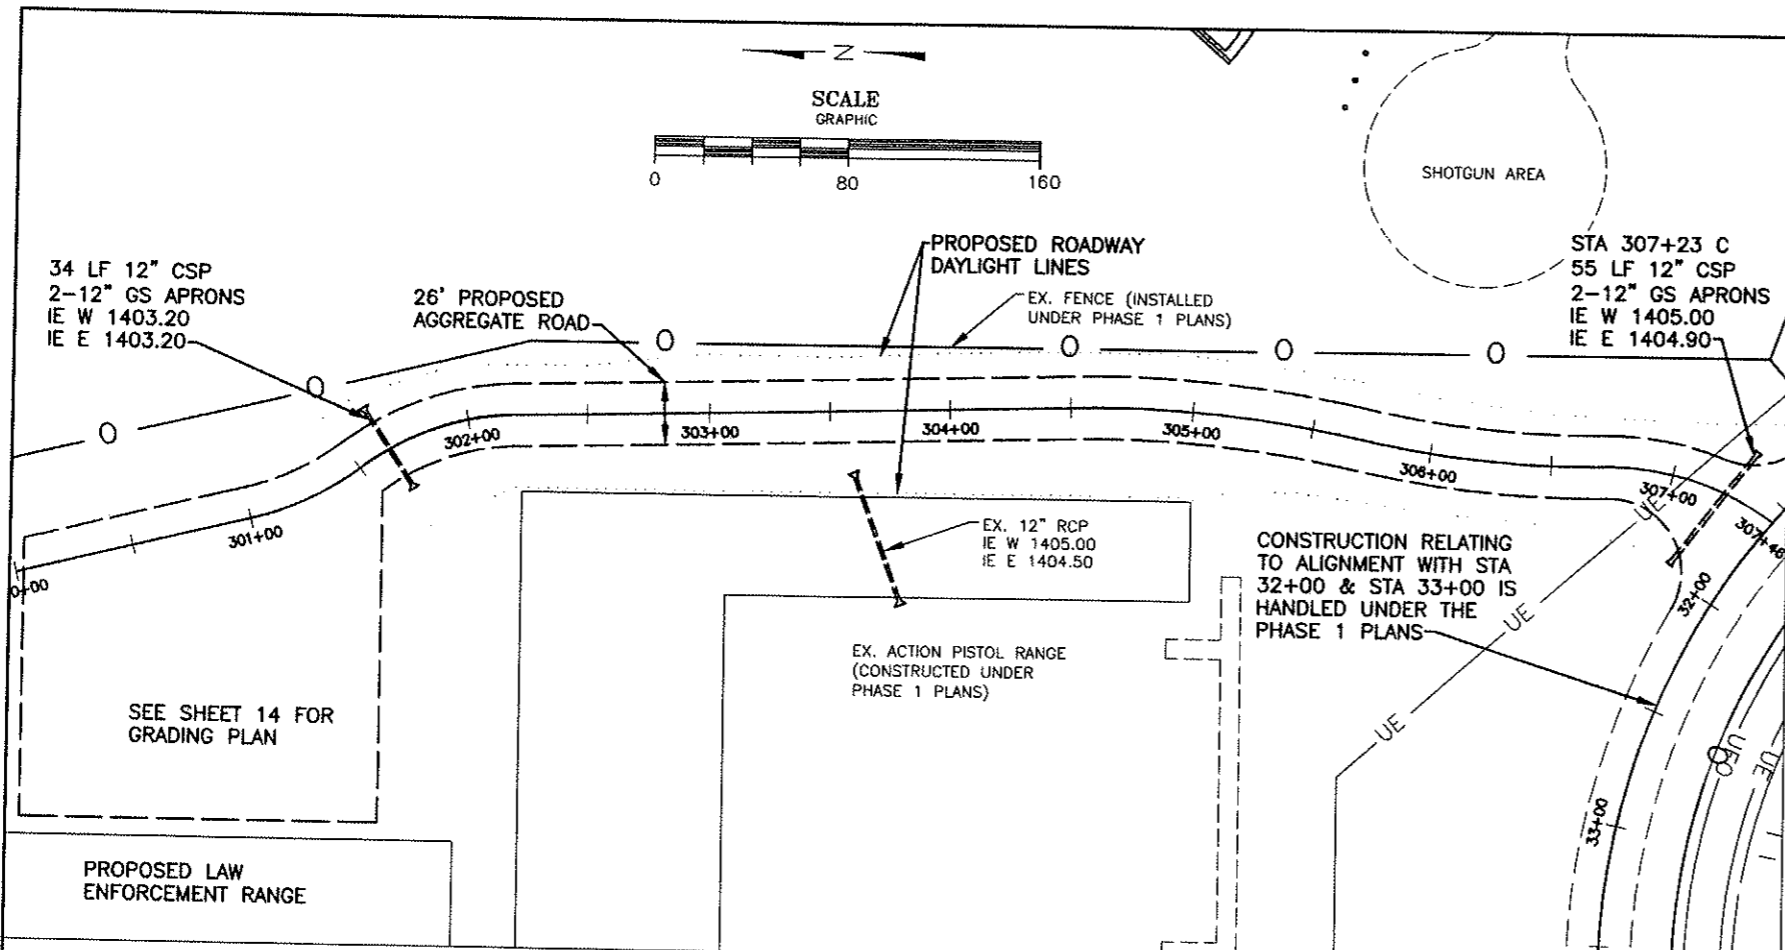 N
SCALE
GRAPHIC
0 80 160
SHOTGUN AREA
34 LF 12" CSP
2-12" GS APRONS
IE W 1403.20
IE E 1403.20
26' PROPOSED
AGGREGATE ROAD
PROPOSED ROADWAY
DAYLIGHT LINES
EX. FENCE (INSTALLED
UNDER PHASE 1 PLANS)
STA 307+23 C
55 LF 12" CSP
2-12" GS APRONS
IE W 1405.00
IE E 1404.90
O
O
O
O
O
O
0+00
301+00
302+00
303+00
304+00
305+00
306+00
307+00
307+46
EX. 12" RCP
IE W 1405.00
IE E 1404.50
CONSTRUCTION RELATING
TO ALIGNMENT WITH STA
32+00 & STA 33+00 IS
HANDLED UNDER THE
PHASE 1 PLANS
UE
UE
UE
32+00
33+00
EX. ACTION PISTOL RANGE
(CONSTRUCTED UNDER
PHASE 1 PLANS)
SEE SHEET 14 FOR
GRADING PLAN
UE
O
PROPOSED LAW
ENFORCEMENT RANGE